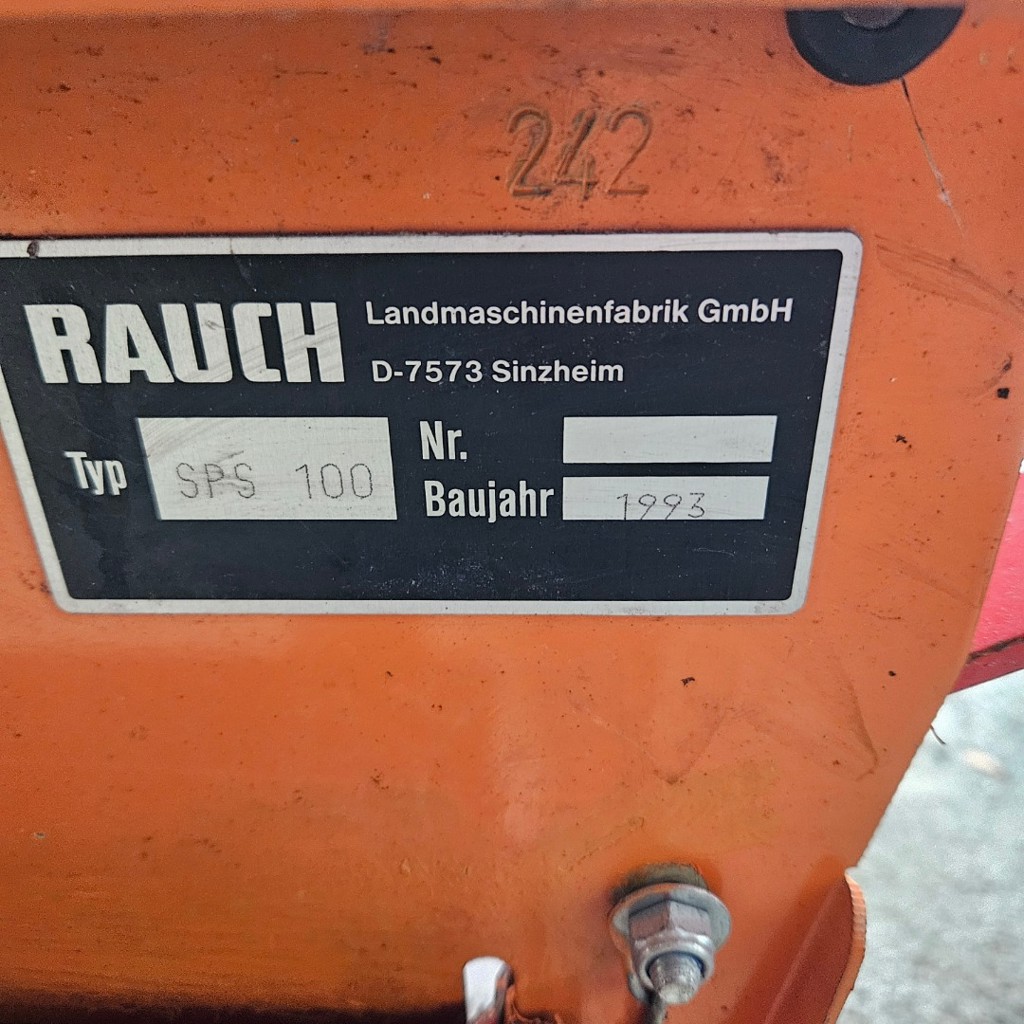 242
RAUCH
Landmaschinenfabrik GmbH
D-7573 Sinzheim
Typ SPS 100
Nr.
Baujahr 1993